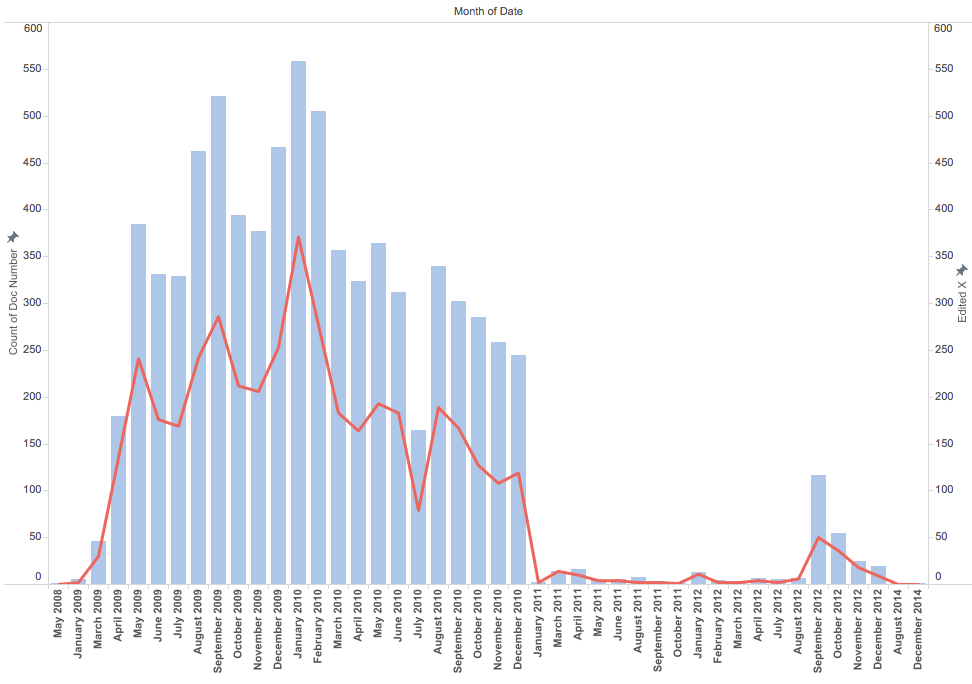 Month of Date
600
550
500
450
400
350
300
250
200
150
100
50
0
Count of Doc Number
600
550
500
450
400
350
300
250
200
150
100
50
0
Edited X
May 2008
January 2009
March 2009
April 2009
May 2009
June 2009
July 2009
August 2009
September 2009
October 2009
November 2009
December 2009
January 2010
February 2010
March 2010
April 2010
May 2010
June 2010
July 2010
August 2010
September 2010
October 2010
November 2010
December 2010
January 2011
March 2011
April 2011
May 2011
June 2011
August 2011
September 2011
October 2011
January 2012
February 2012
March 2012
April 2012
July 2012
August 2012
September 2012
October 2012
November 2012
December 2012
August 2014
December 2014